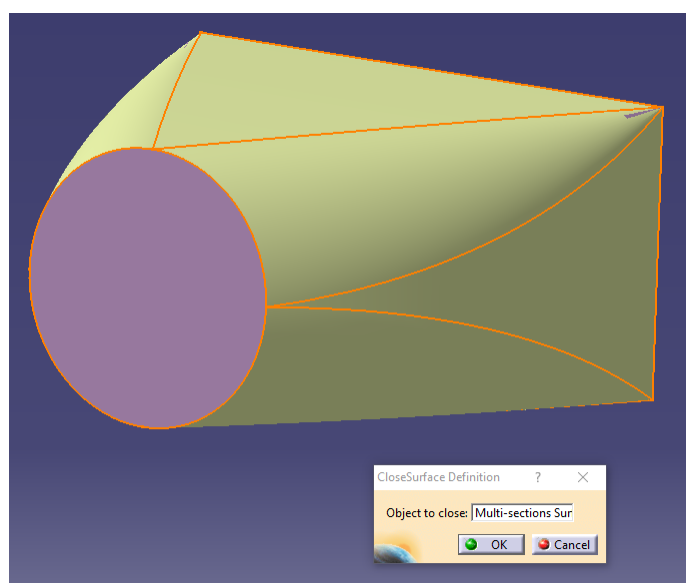 CloseSurface Definition ? X
Object to close: Multi-sections Sur
OK Cancel